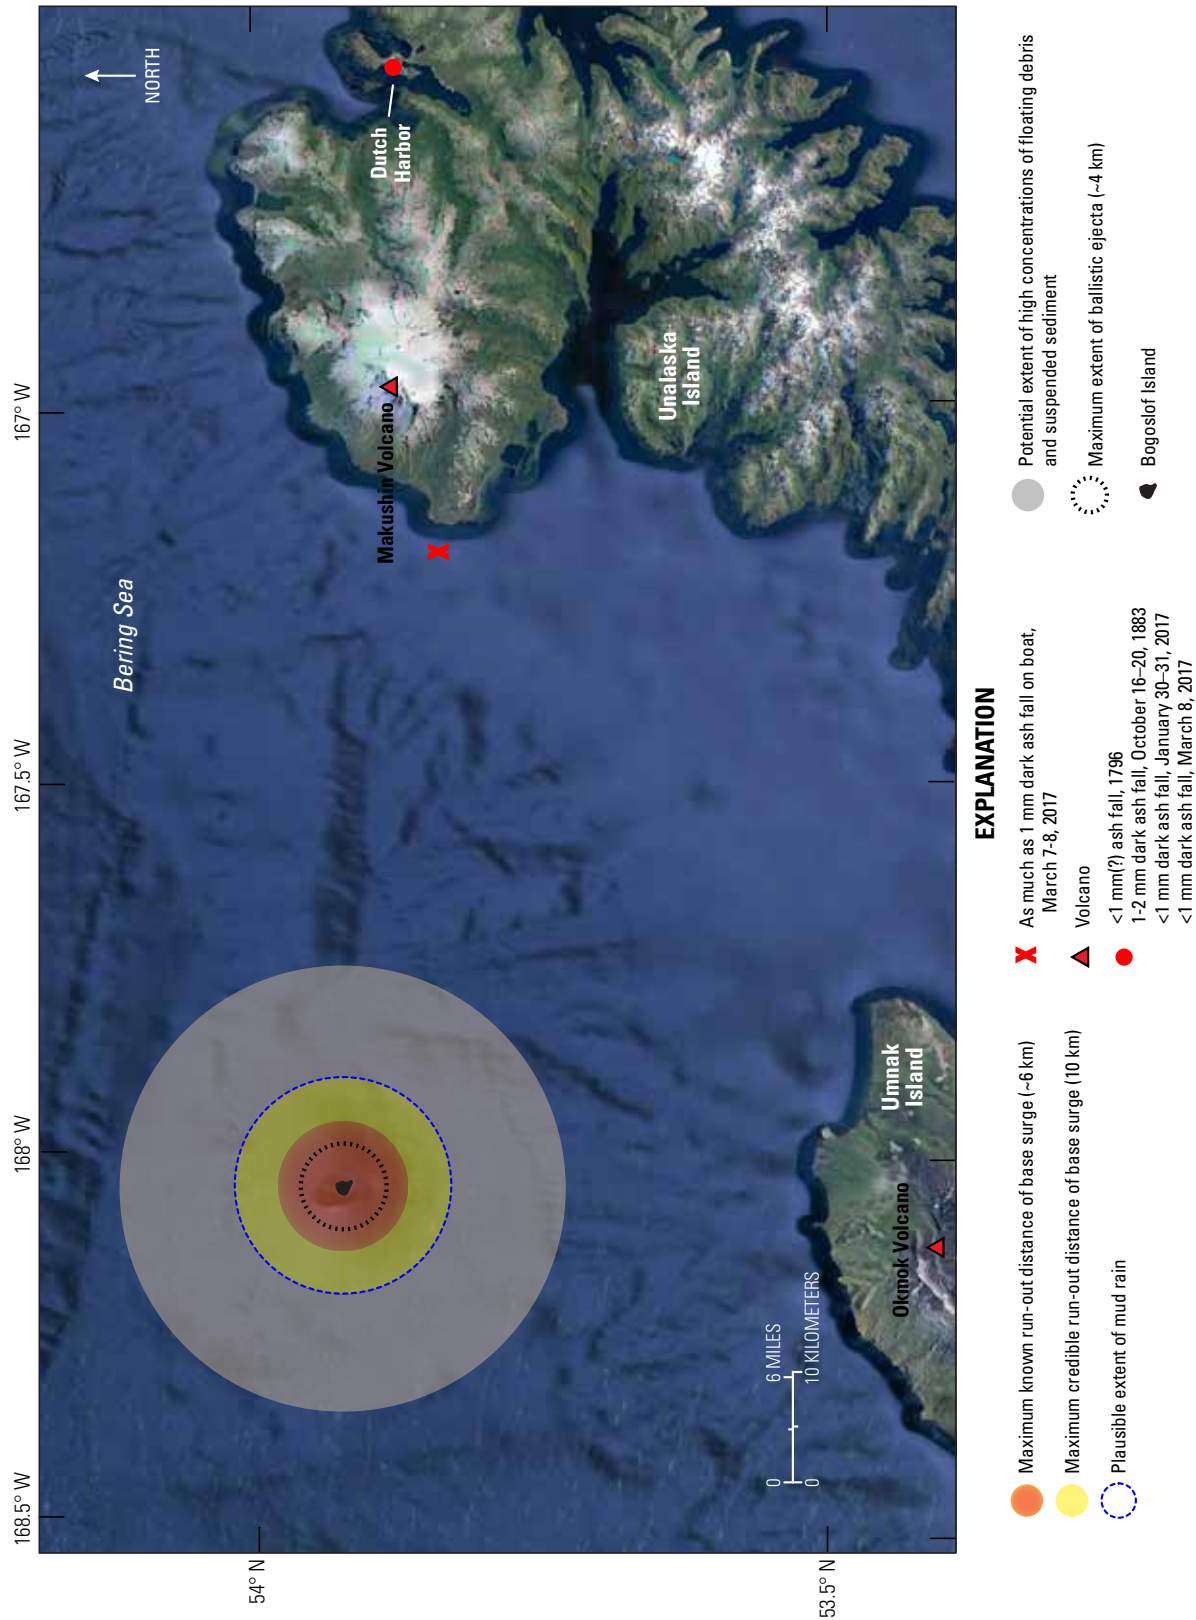 168.5° W
168° W
167.5° W
167° W
54° N
53.5° N
NORTH
Bering Sea
Dutch
Harbor
Makushin Volcano
Unalaska
Island
Umnak
Island
Okmok Volcano
0
6 MILES
0
10 KILOMETERS
EXPLANATION
Maximum known run-out distance of base surge (~6 km)
Maximum credible run-out distance of base surge (10 km)
Plausible extent of mud rain
As much as 1 mm dark ash fall on boat,
March 7-8, 2017
Volcano
<1 mm(?) ash fall, 1796
1-2 mm dark ash fall, October 16–20, 1883
<1 mm dark ash fall, January 30–31, 2017
<1 mm dark ash fall, March 8, 2017
Potential extent of high concentrations of floating debris
and suspended sediment
Maximum extent of ballistic ejecta (~4 km)
Bogoslof Island